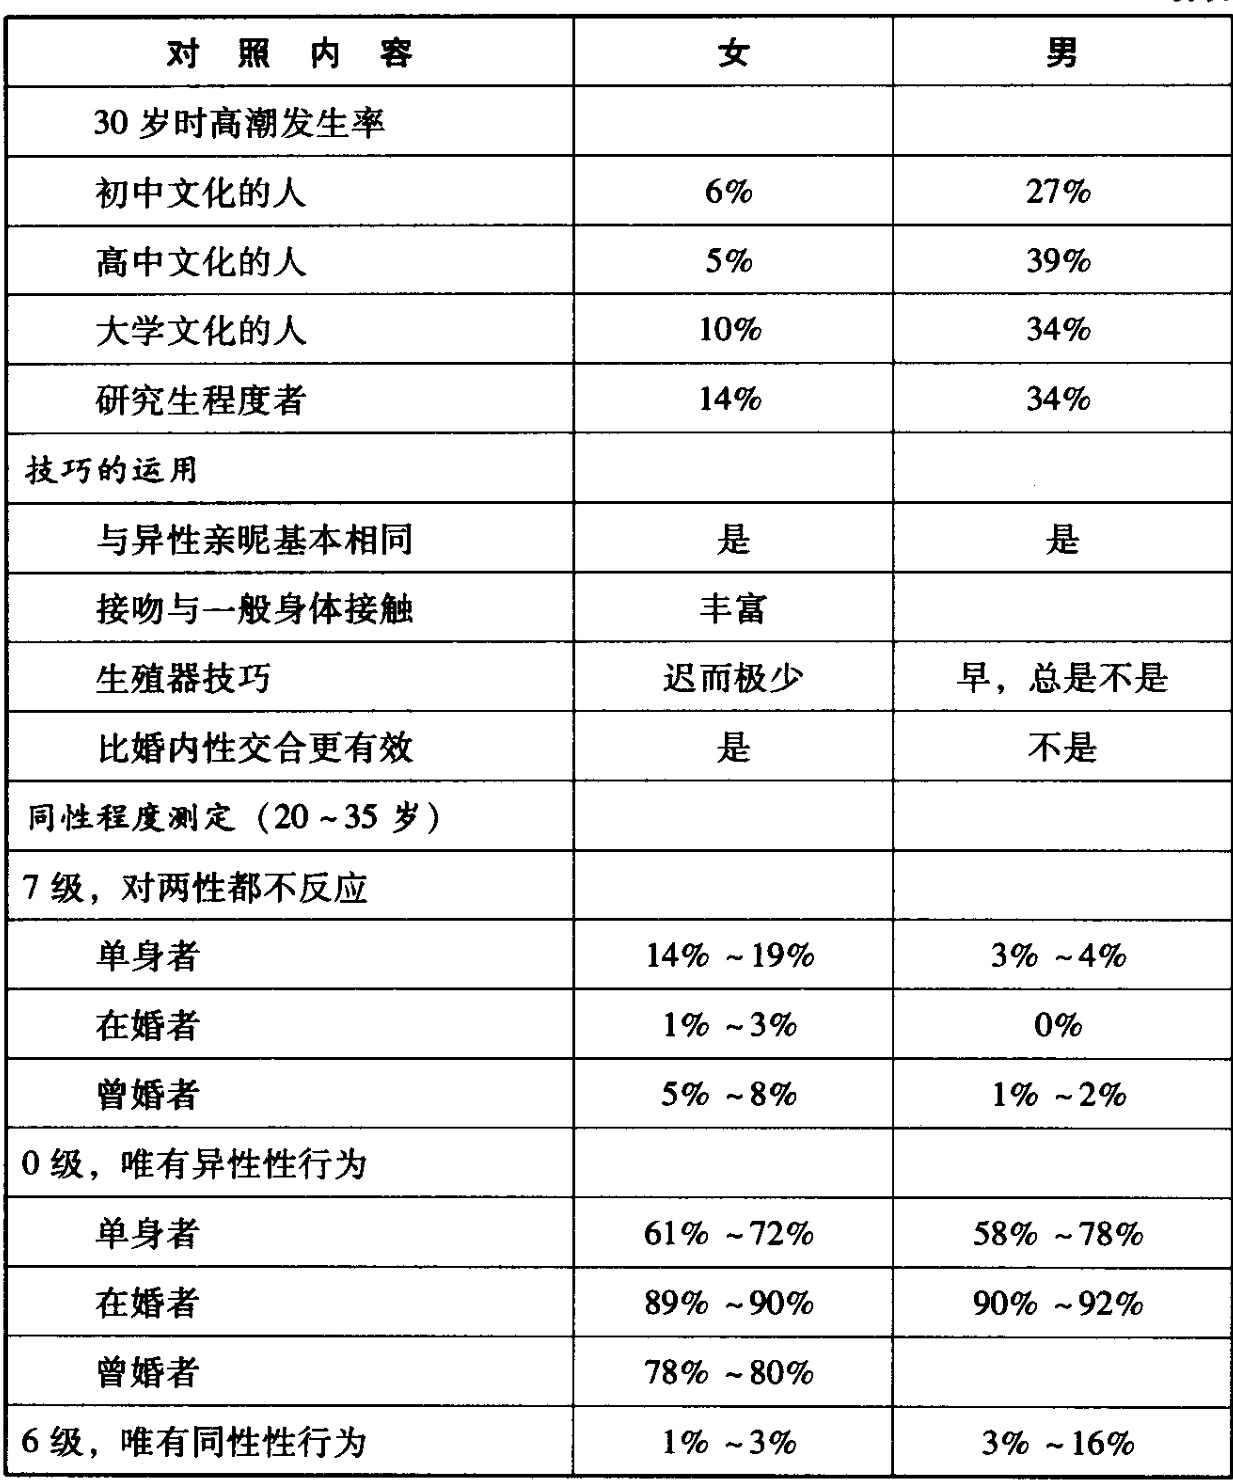 对 照 内 容 女 男
30 岁时高潮发生率
初中文化的人 6% 27%
高中文化的人 5% 39%
大学文化的人 10% 34%
研究生程度者 14% 34%
技巧的运用
与异性亲昵基本相同 是 是
接吻与一般身体接触 丰富
生殖器技巧 迟而极少 早，总是不是
比婚内性交合更有效 是 不是
同性程度测定（20～35 岁）
7 级，对两性都不反应
单身者 14% ～19% 3% ～4%
在婚者 1% ～3% 0%
曾婚者 5% ～8% 1% ～2%
0 级，唯有异性性行为
单身者 61% ～72% 58% ～78%
在婚者 89% ～90% 90% ～92%
曾婚者 78% ～80%
6 级，唯有同性性行为 1% ～3% 3% ～16%